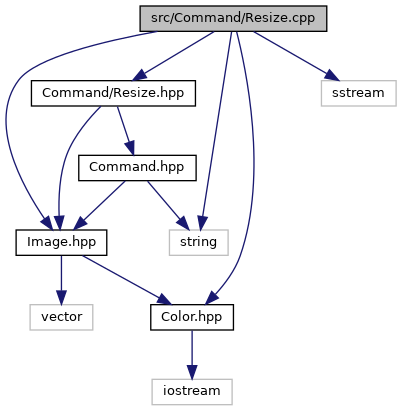 src/Command/Resize.cpp
Command/Resize.hpp
sstream
Command.hpp
Image.hpp
string
vector
Color.hpp
iostream